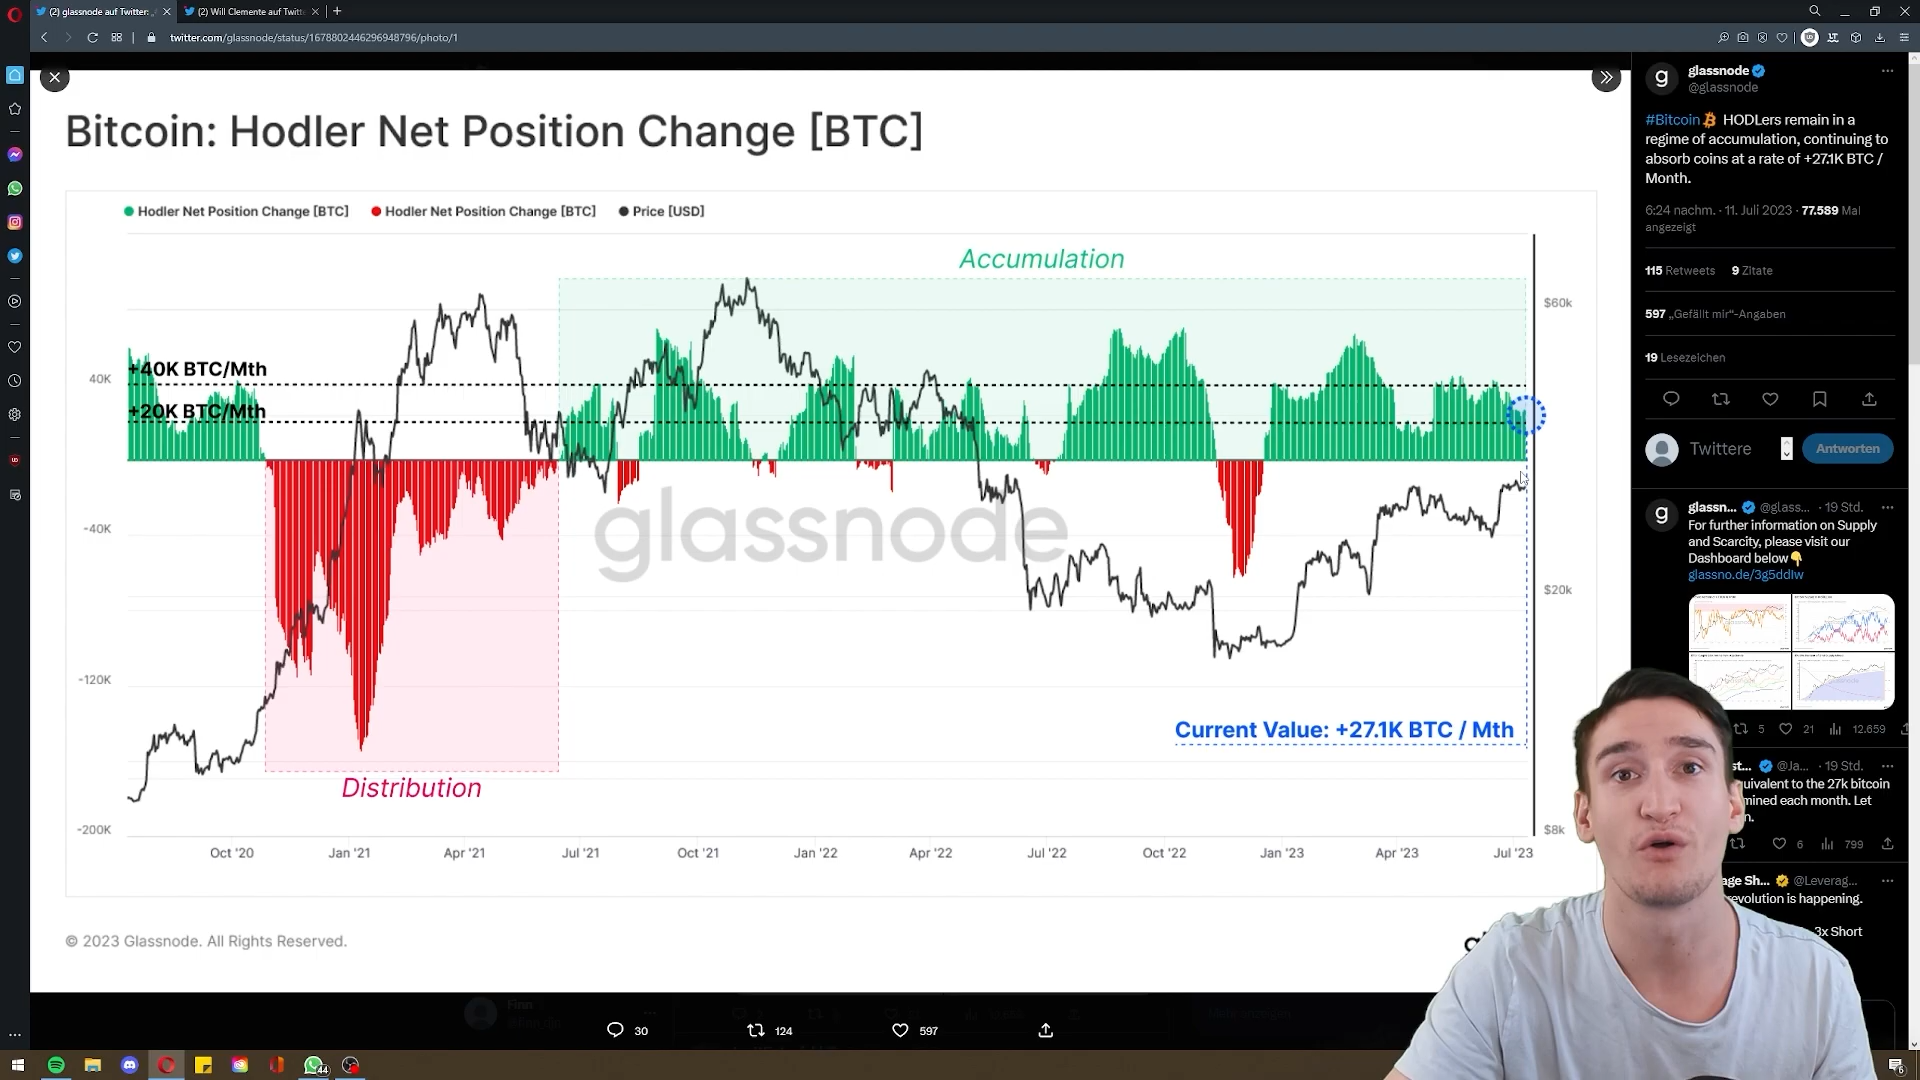 (2) glassnode auf Twitter:
(2) Will Clemente auf Twitt
twitter.com/glassnode/status/1678802446296948796/photo/1
Bitcoin: Hodler Net Position Change [BTC]
Hodler Net Position Change [BTC]
Hodler Net Position Change [BTC]
Price [USD]
Accumulation
+40K BTC/Mth
+20K BTC/Mth
40K
-40K
-120K
-200K
$60k
$20k
$8k
glassnode
Current Value: +27.1K BTC / Mth
Distribution
Oct '20
Jan '21
Apr '21
Jul '21
Oct '21
Jan '22
Apr '22
Jul '22
Oct '22
Jan '23
Apr '23
Jul '23
© 2023 Glassnode. All Rights Reserved.
30
124
597
glassnode
@glassnode
#Bitcoin HODLers remain in a
regime of accumulation, continuing to
absorb coins at a rate of +27.1K BTC /
Month.
6:24 nachm. · 11. Juli 2023 · 77.589 Mal
angezeigt
115 Retweets 9 Zitate
597 „Gefällt mir“-Angaben
19 Lesezeichen
Twittere
Antworten
glassn... @glass... · 19 Std.
For further information on Supply
and Scarcity, please visit our
Dashboard below
glassno.de/3g5ddIw
5
21
12.659
st... @Ja... · 19 Std.
uivalent to the 27k bitcoin
mined each month. Let
n.
6
799
age Sh... @Leverag...
revolution is happening.
3x Short
44
6